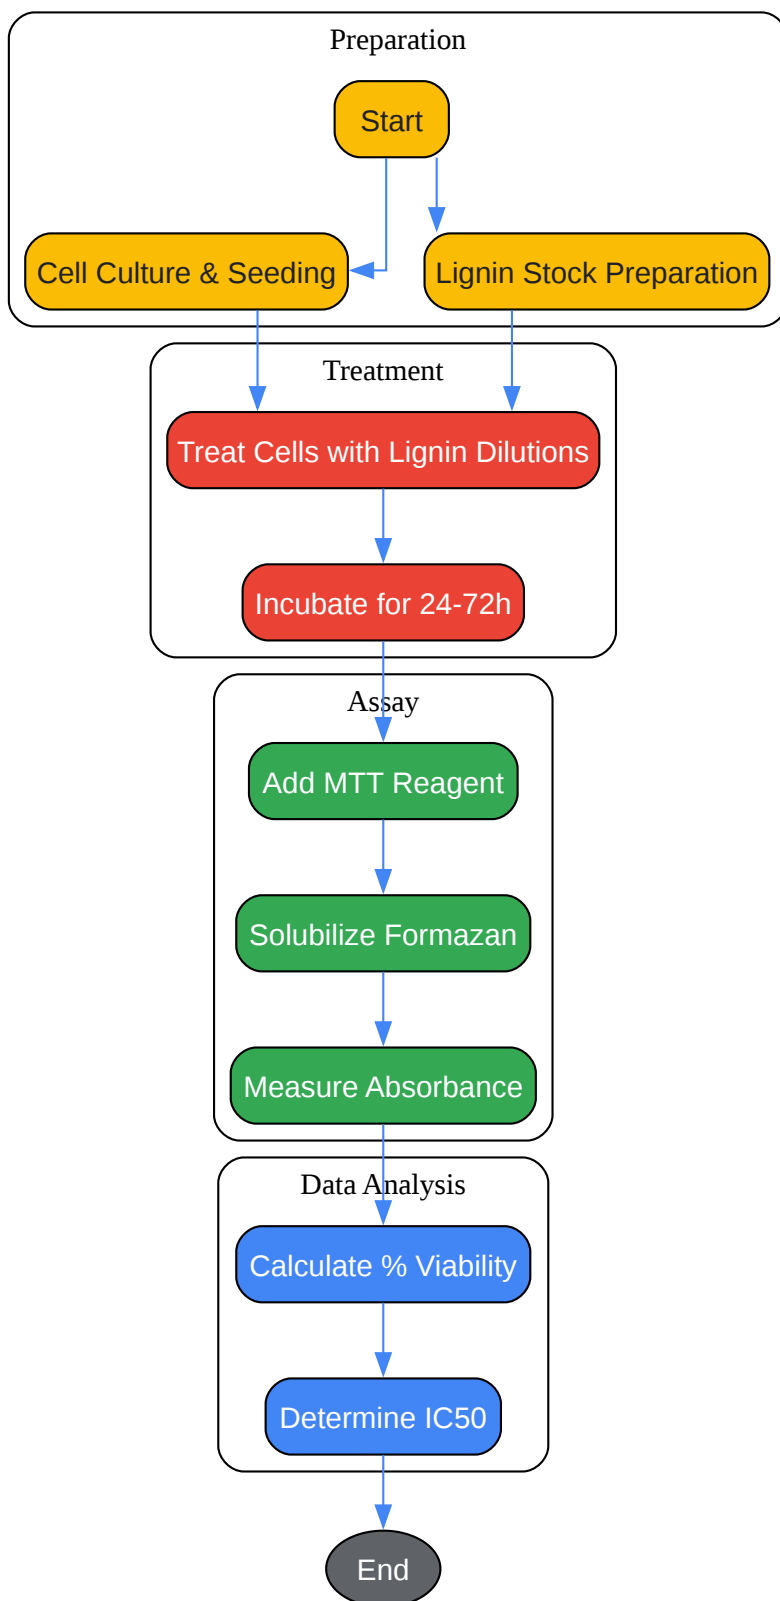 Preparation
Start
Cell Culture & Seeding
Lignin Stock Preparation
Treatment
Treat Cells with Lignin Dilutions
Incubate for 24-72h
Assay
Add MTT Reagent
Solubilize Formazan
Measure Absorbance
Data Analysis
Calculate % Viability
Determine IC50
End